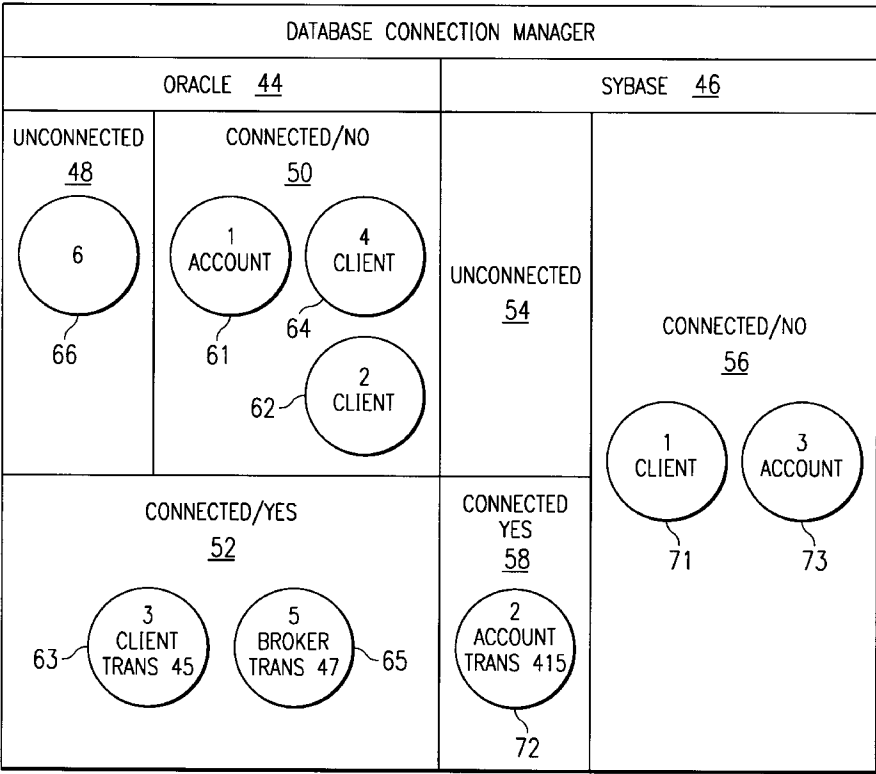 DATABASE CONNECTION MANAGER
ORACLE 44
SYBASE 46
UNCONNECTED
48
6
66
CONNECTED/NO
50
1
ACCOUNT
61
4
CLIENT
64
2
CLIENT
62
UNCONNECTED
54
CONNECTED/NO
56
1
CLIENT
71
3
ACCOUNT
73
CONNECTED/YES
52
3
CLIENT
TRANS 45
63
5
BROKER
TRANS 47
65
CONNECTED
YES
58
2
ACCOUNT
TRANS 415
72